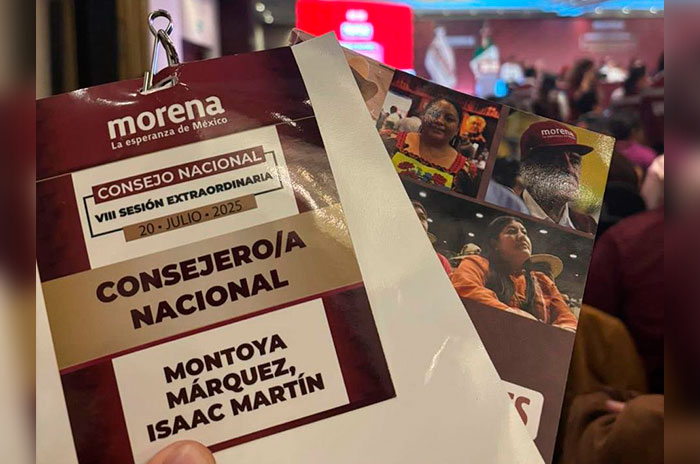 morena
La esperanza de México
CONSEJO NACIONAL
VIII SESIÓN EXTRAORDINARIA
20 • JULIO • 2025
CONSEJERO/A
NACIONAL
MONTOYA
MÁRQUEZ,
ISAAC MARTÍN
morena